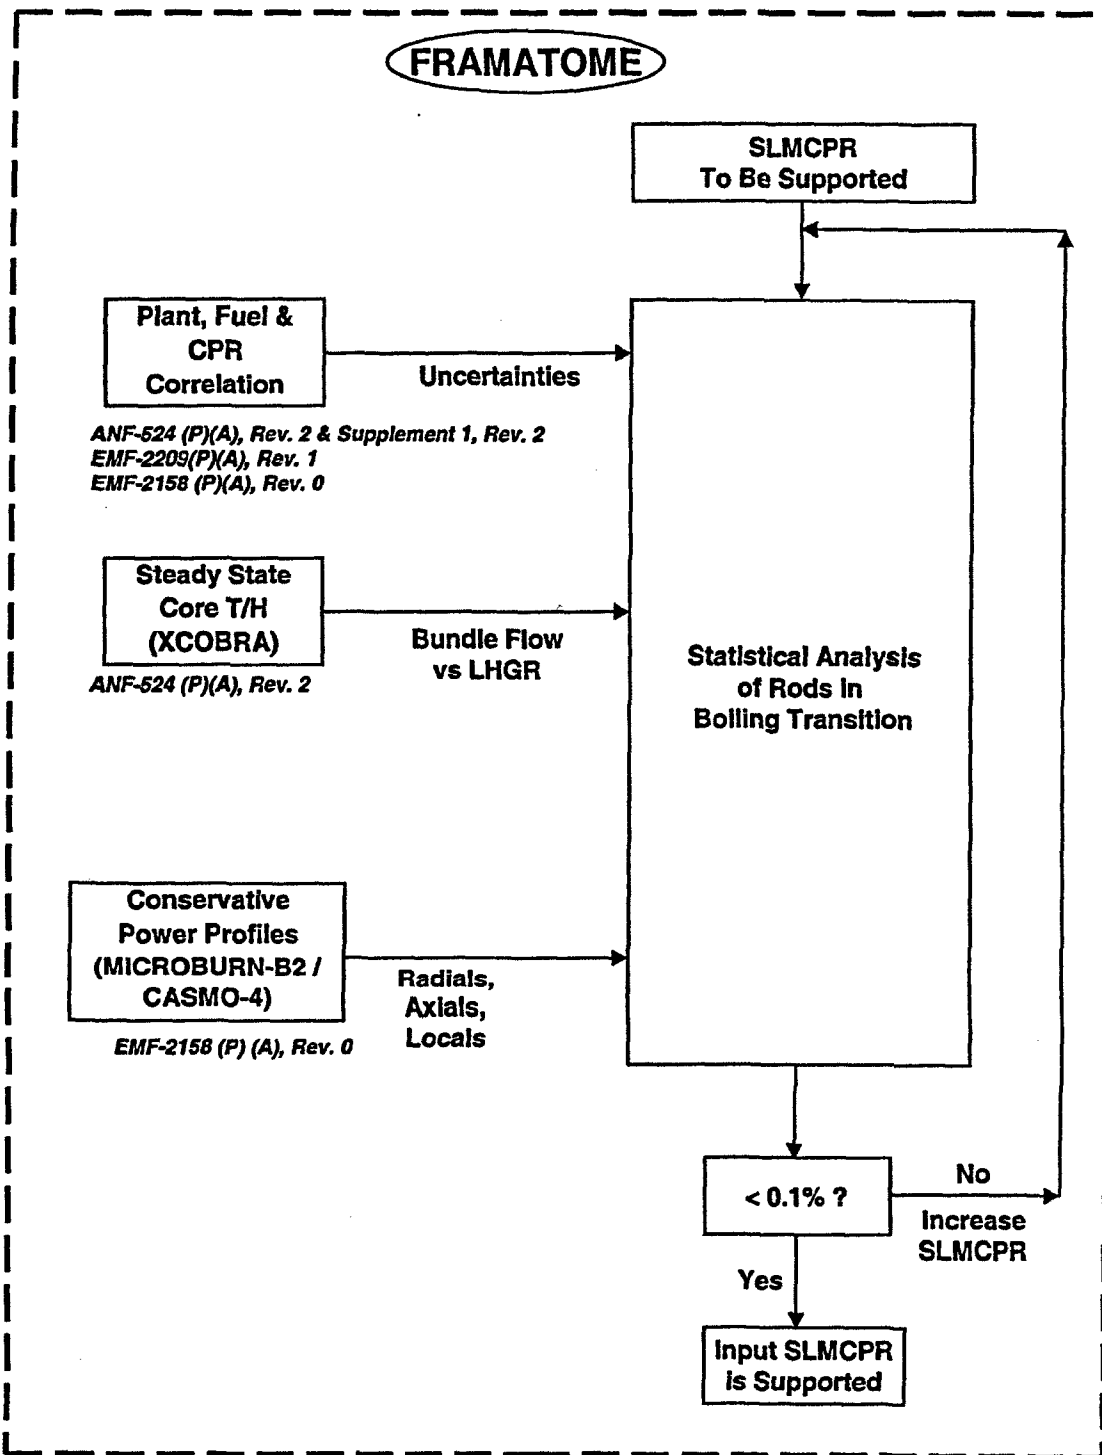 FRAMATOME
SLMCPR
To Be Supported
Plant, Fuel &
CPR
Correlation
Uncertainties
ANF-524 (P)(A), Rev. 2 & Supplement 1, Rev. 2
EMF-2209(P)(A), Rev. 1
EMF-2158 (P)(A), Rev. 0
Steady State
Core T/H
(XCOBRA)
Bundle Flow
vs LHGR
ANF-524 (P)(A), Rev. 2
Statistical Analysis
of Rods in
Boiling Transition
Conservative
Power Profiles
(MICROBURN-B2 /
CASMO-4)
Radials,
Axials,
Locals
EMF-2158 (P) (A), Rev. 0
< 0.1% ?
No
Increase
SLMCPR
Yes
Input SLMCPR
is Supported